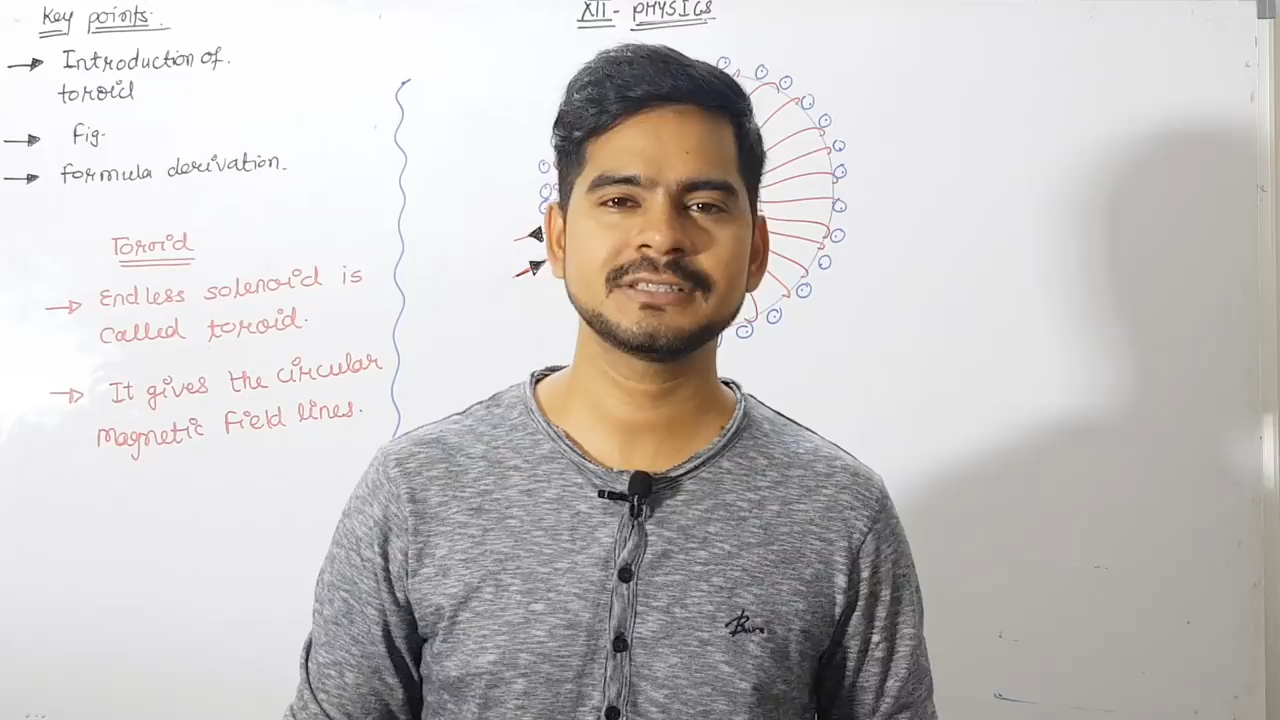 Key points.
XII - PHYSICS
→ Introduction of.
toroid
→ fig.
→ formula derivation.
Toroid
→ Endless solenoid is
called toroid.
→ It gives the circular
Magnetic field lines.